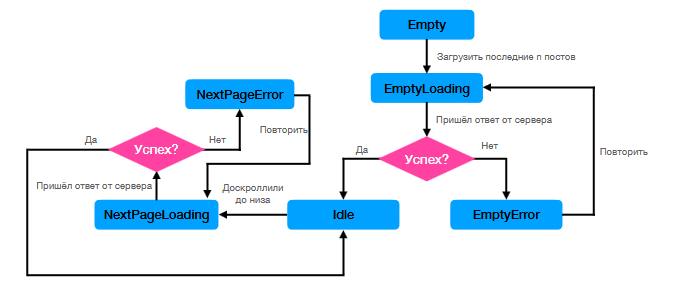 Empty
Загрузить последние n постов
EmptyLoading
NextPageError
Пришёл ответ от сервера
Повторить
Да
Нет
Успех?
Да
Нет
Успех?
Повторить
Пришёл ответ от сервера
Доскроллили
до низа
NextPageLoading
Idle
EmptyError